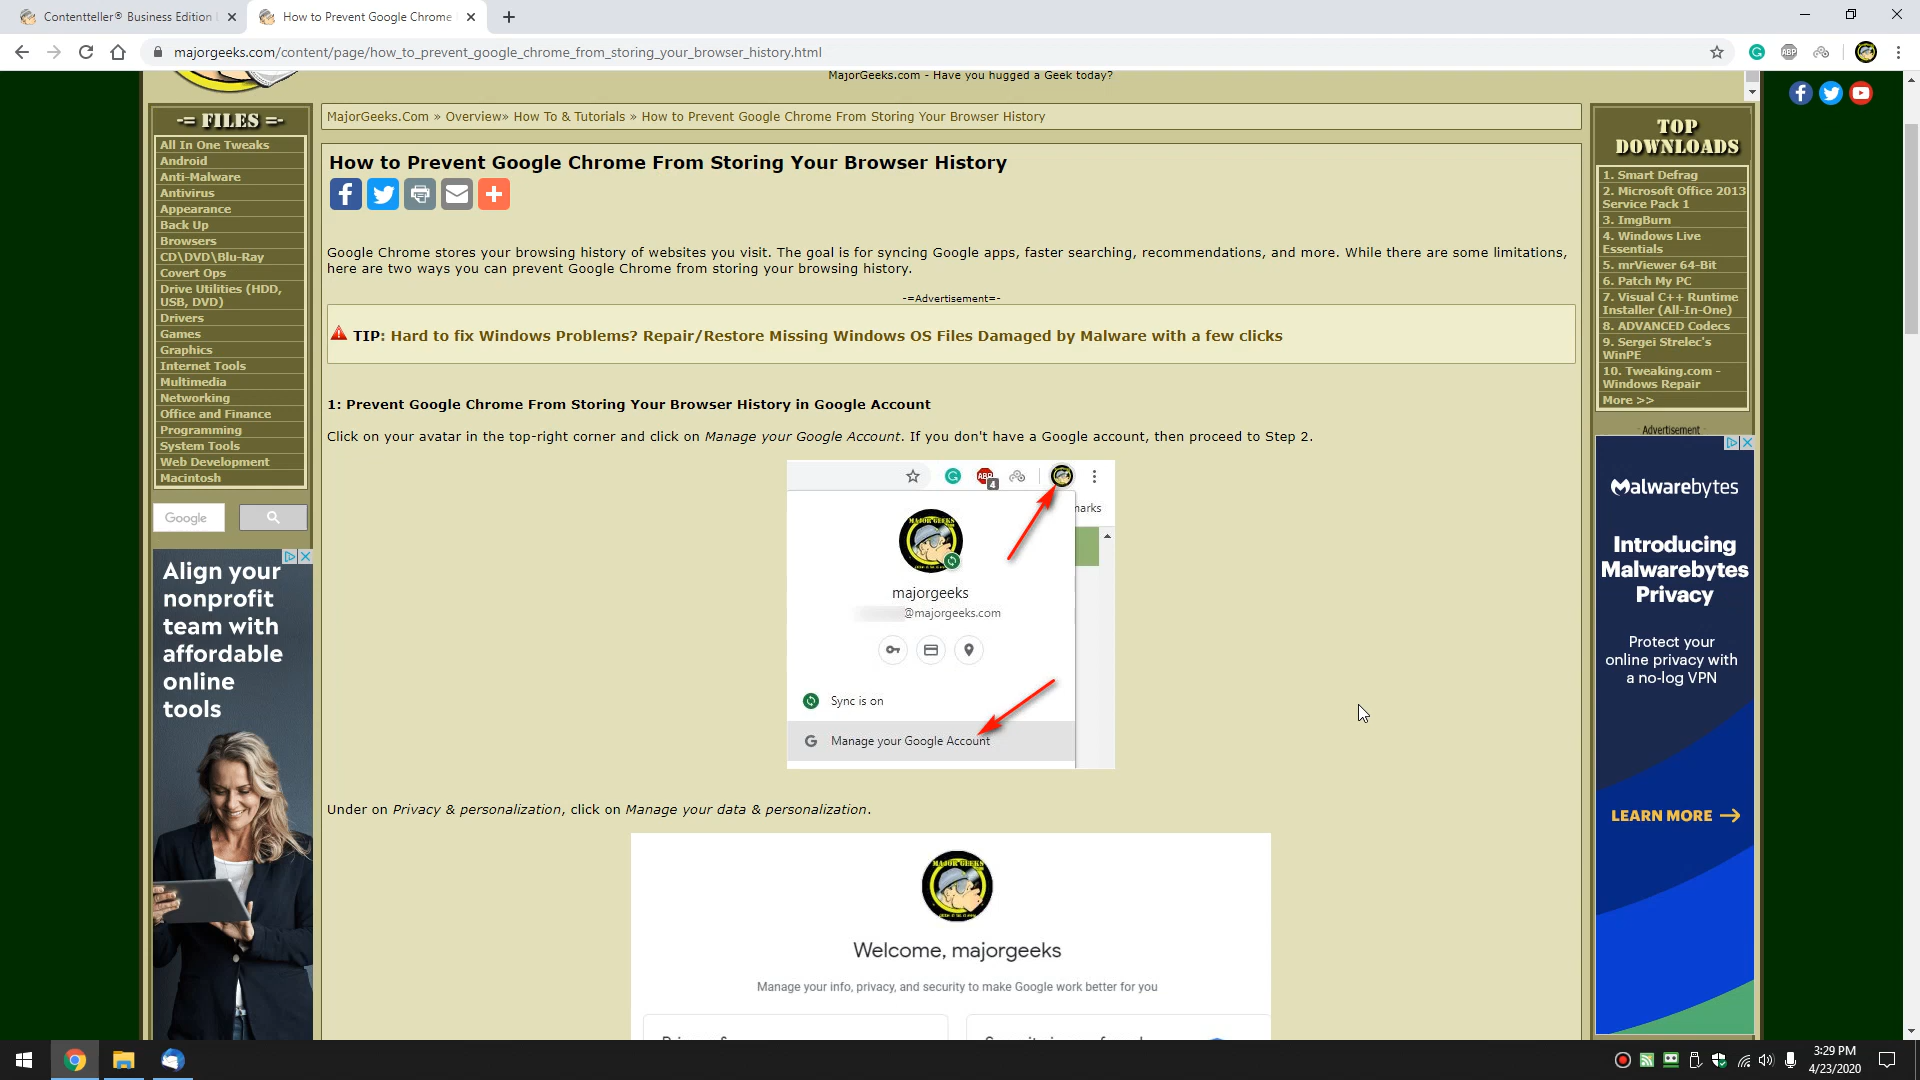 Contentteller® Business Edition
How to Prevent Google Chrome
majorgeeks.com/content/page/how_to_prevent_google_chrome_from_storing_your_browser_history.html
MajorGeeks.com - Have you hugged a Geek today?
-= FILES =-
All In One Tweaks
Android
Anti-Malware
Antivirus
Appearance
Back Up
Browsers
CD\DVD\Blu-Ray
Covert Ops
Drive Utilities (HDD,
USB, DVD)
Drivers
Games
Graphics
Internet Tools
Multimedia
Networking
Office and Finance
Programming
System Tools
Web Development
Macintosh
Google
Align your
nonprofit
team with
affordable
online
tools
MajorGeeks.Com » Overview» How To & Tutorials » How to Prevent Google Chrome From Storing Your Browser History
How to Prevent Google Chrome From Storing Your Browser History
Google Chrome stores your browsing history of websites you visit. The goal is for syncing Google apps, faster searching, recommendations, and more. While there are some limitations,
here are two ways you can prevent Google Chrome from storing your browsing history.
-=Advertisement=-
TIP: Hard to fix Windows Problems? Repair/Restore Missing Windows OS Files Damaged by Malware with a few clicks
1: Prevent Google Chrome From Storing Your Browser History in Google Account
Click on your avatar in the top-right corner and click on Manage your Google Account. If you don't have a Google account, then proceed to Step 2.
ABP
4
marks
MAJOR GEEKS
majorgeeks
@majorgeeks.com
Sync is on
G Manage your Google Account
Under on Privacy & personalization, click on Manage your data & personalization.
MAJOR GEEKS
Welcome, majorgeeks
Manage your info, privacy, and security to make Google work better for you
TOP
DOWNLOADS
1. Smart Defrag
2. Microsoft Office 2013
Service Pack 1
3. ImgBurn
4. Windows Live
Essentials
5. mrViewer 64-Bit
6. Patch My PC
7. Visual C++ Runtime
Installer (All-In-One)
8. ADVANCED Codecs
9. Sergei Strelec's
WinPE
10. Tweaking.com -
Windows Repair
More >>
Advertisement
Malwarebytes
Introducing
Malwarebytes
Privacy
Protect your
online privacy with
a no-log VPN
LEARN MORE
3:29 PM
4/23/2020